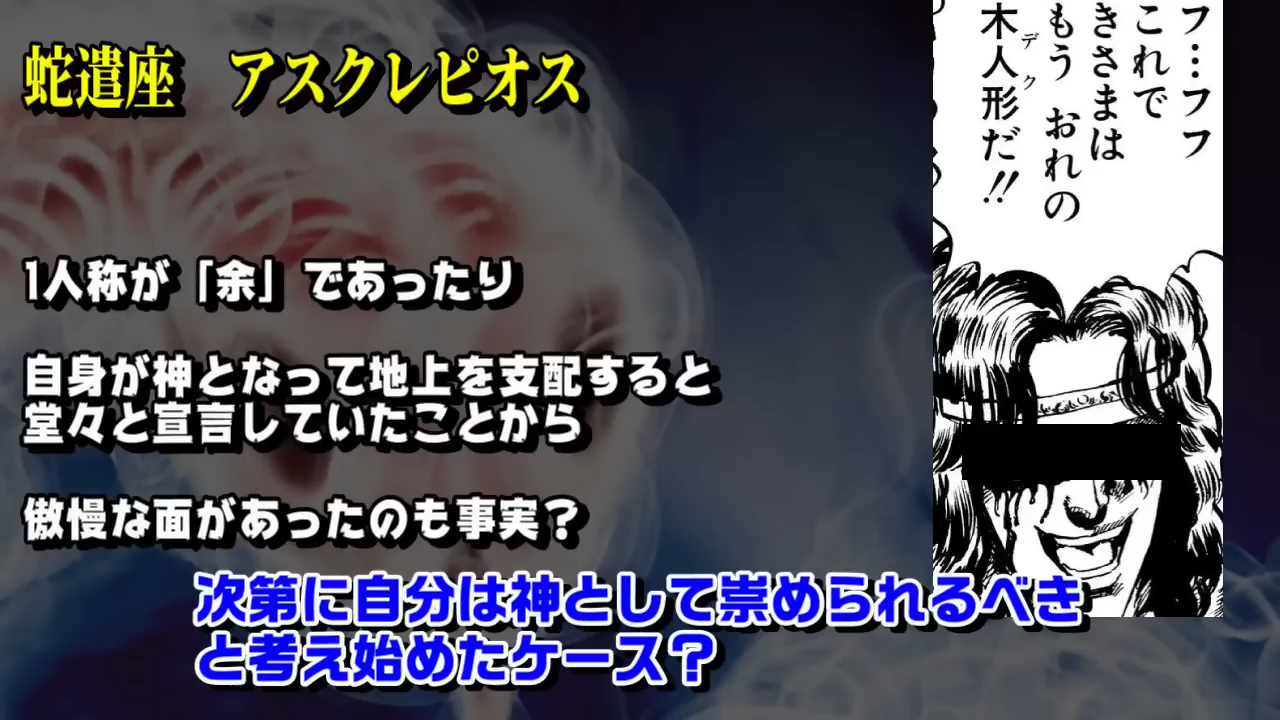 蛇遣座　アスクレピオス
フ…フフ
これで
きさまは
もう おれの
木人形だ!!
デク
1人称が「余」であったり
自身が神となって地上を支配すると
堂々と宣言していたことから
傲慢な面があったのも事実？
次第に自分は神として崇められるべき
と考え始めたケース？